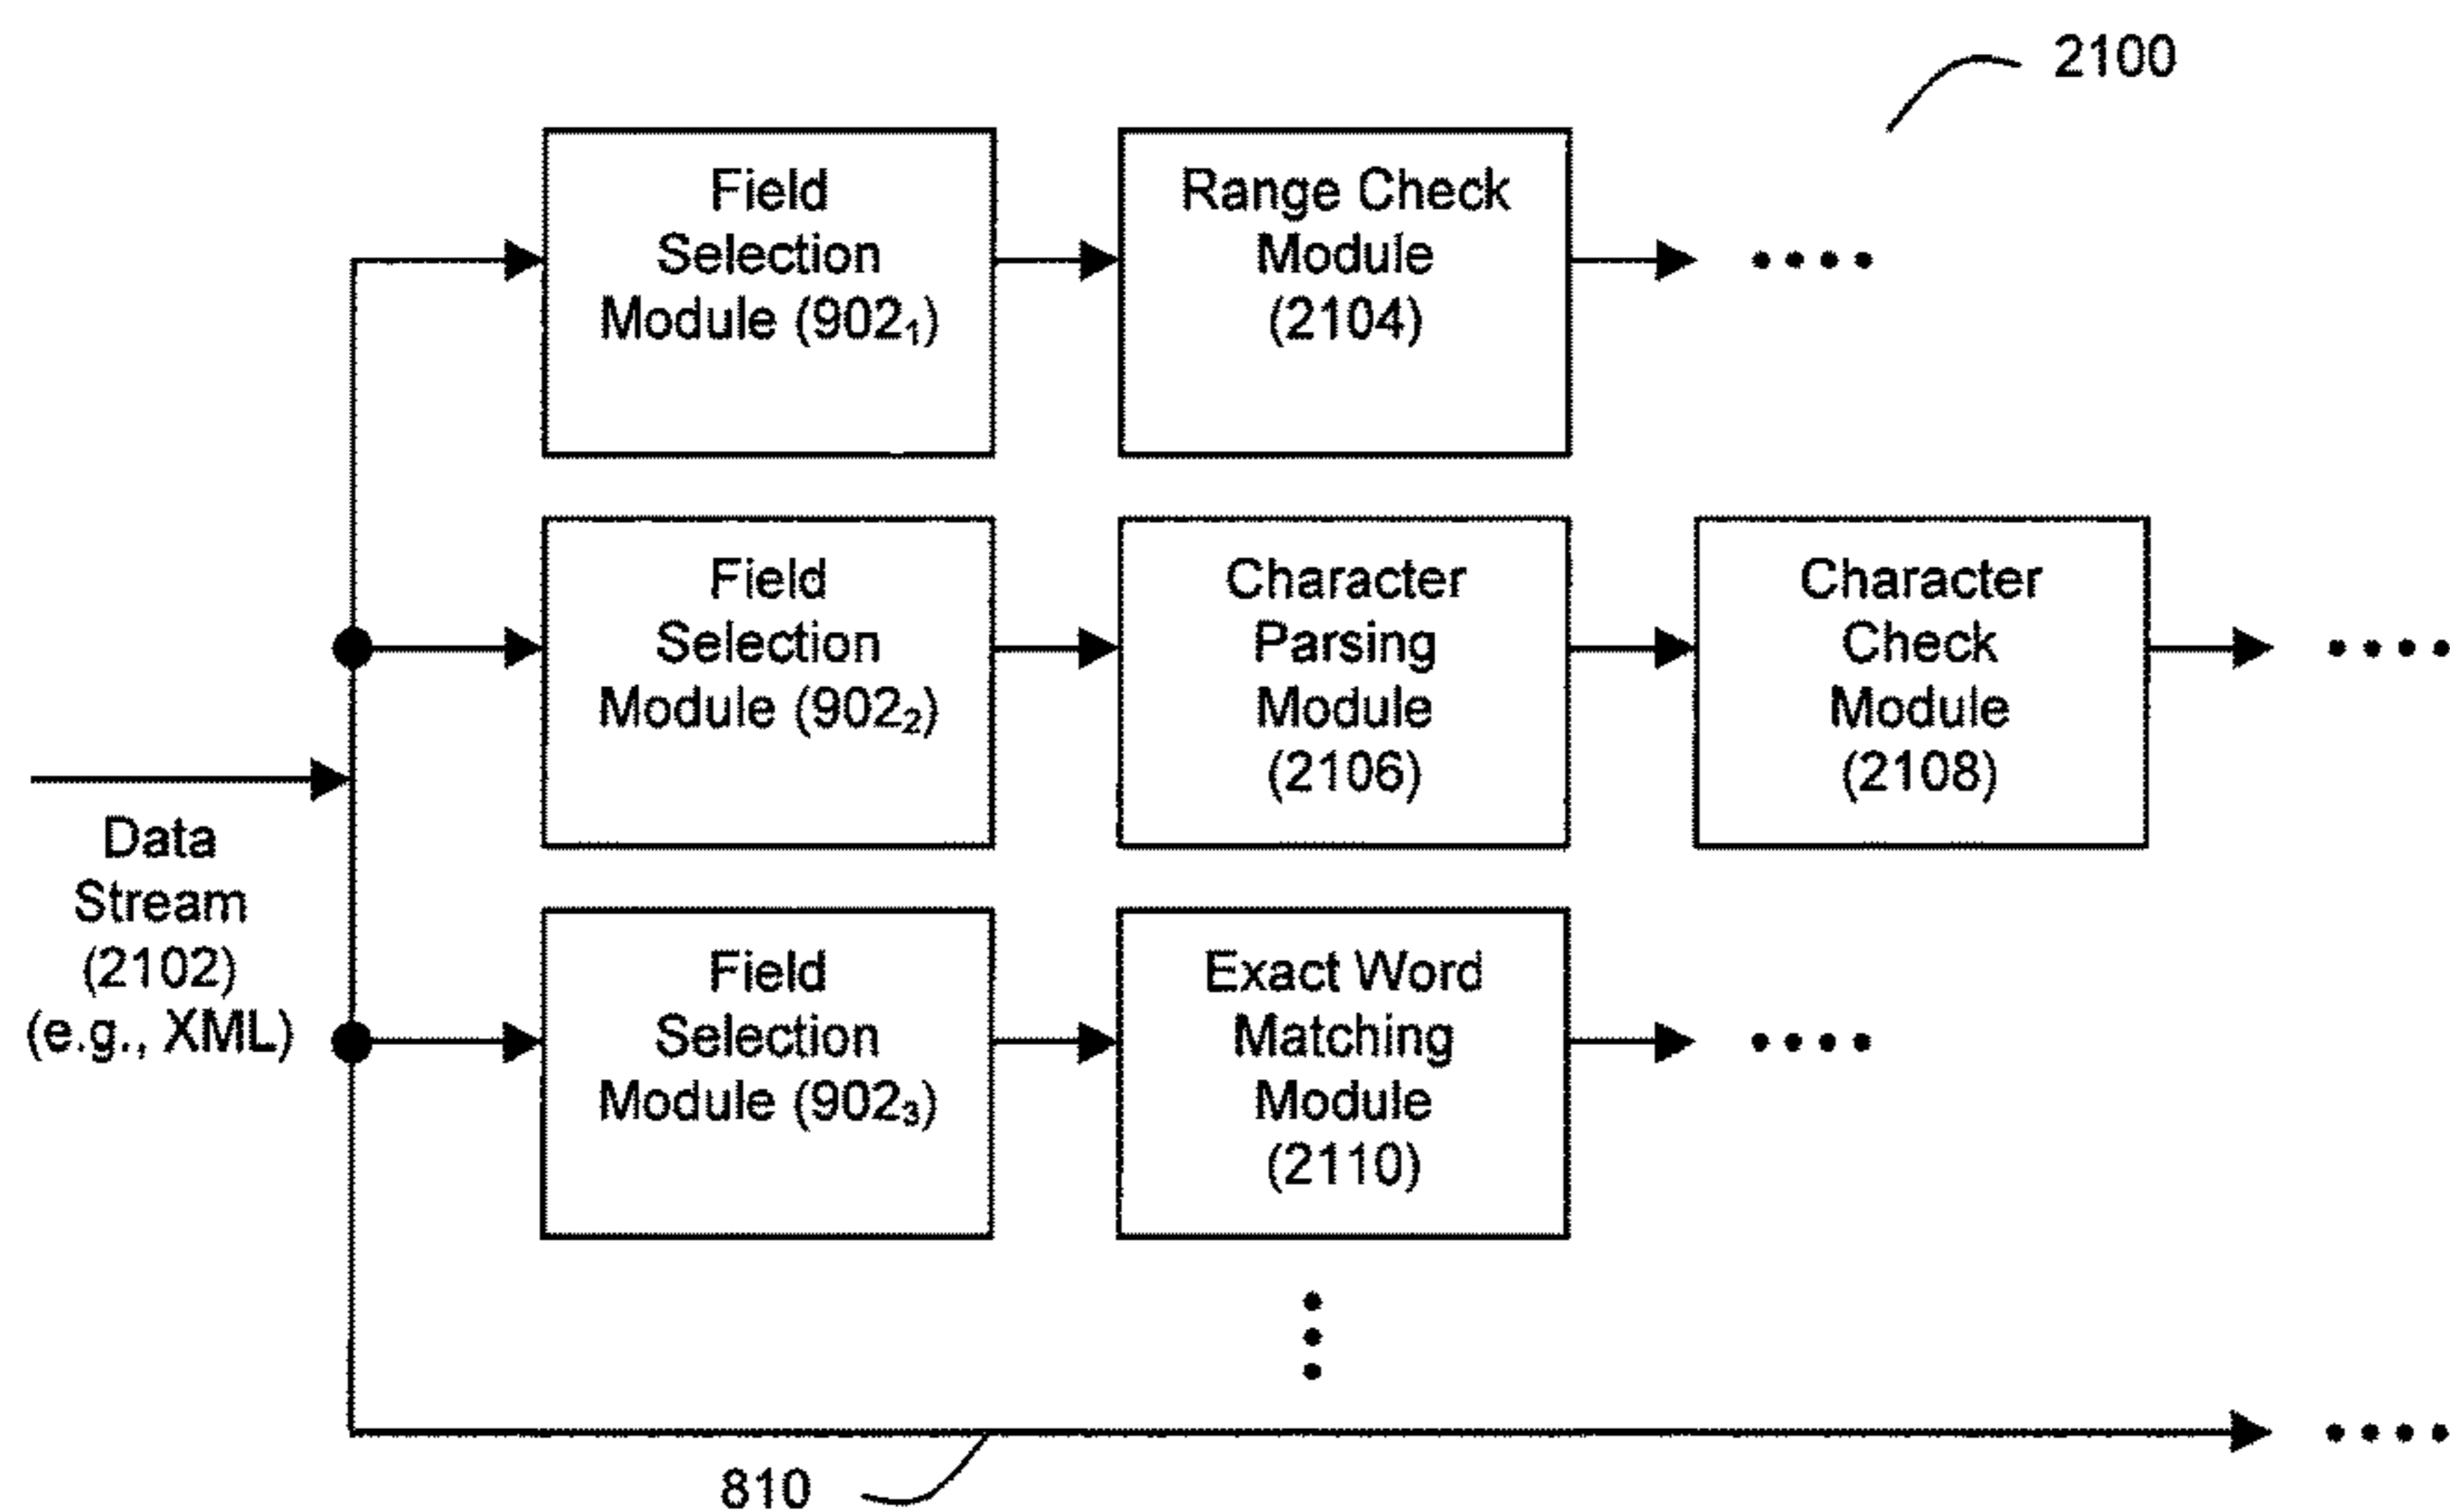 2100
Field
Selection
Module (902₁)
Range Check
Module
(2104)
Field
Selection
Module (902₂)
Character
Parsing
Module
(2106)
Character
Check
Module
(2108)
Data
Stream
(2102)
(e.g., XML)
Field
Selection
Module (902₃)
Exact Word
Matching
Module
(2110)
810